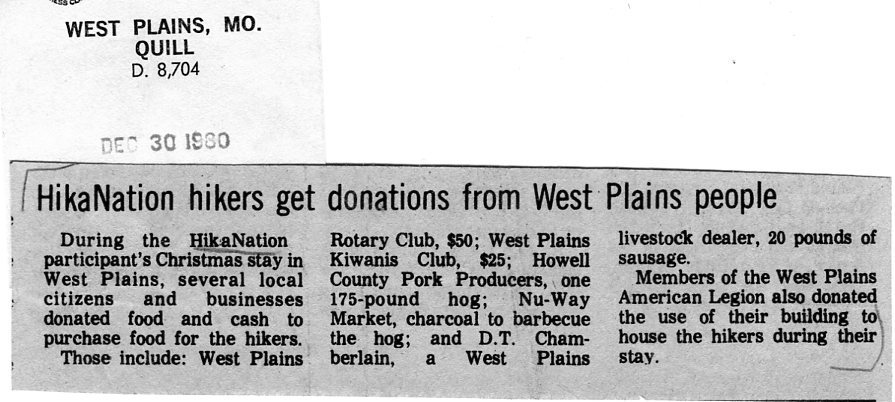 WEST PLAINS, MO.
QUILL
D. 8,704
DEC 30 1980
HikaNation hikers get donations from West Plains people
During the HikaNation
participant's Christmas stay in
West Plains, several local
citizens and businesses
donated food and cash to
purchase food for the hikers.
Those include: West Plains
Rotary Club, $50; West Plains
Kiwanis Club, $25; Howell
County Pork Producers, one
175-pound hog; Nu-Way
Market, charcoal to barbecue
the hog; and D.T. Cham-
berlain, a West Plains
livestock dealer, 20 pounds of
sausage.
Members of the West Plains
American Legion also donated
the use of their building to
house the hikers during their
stay.